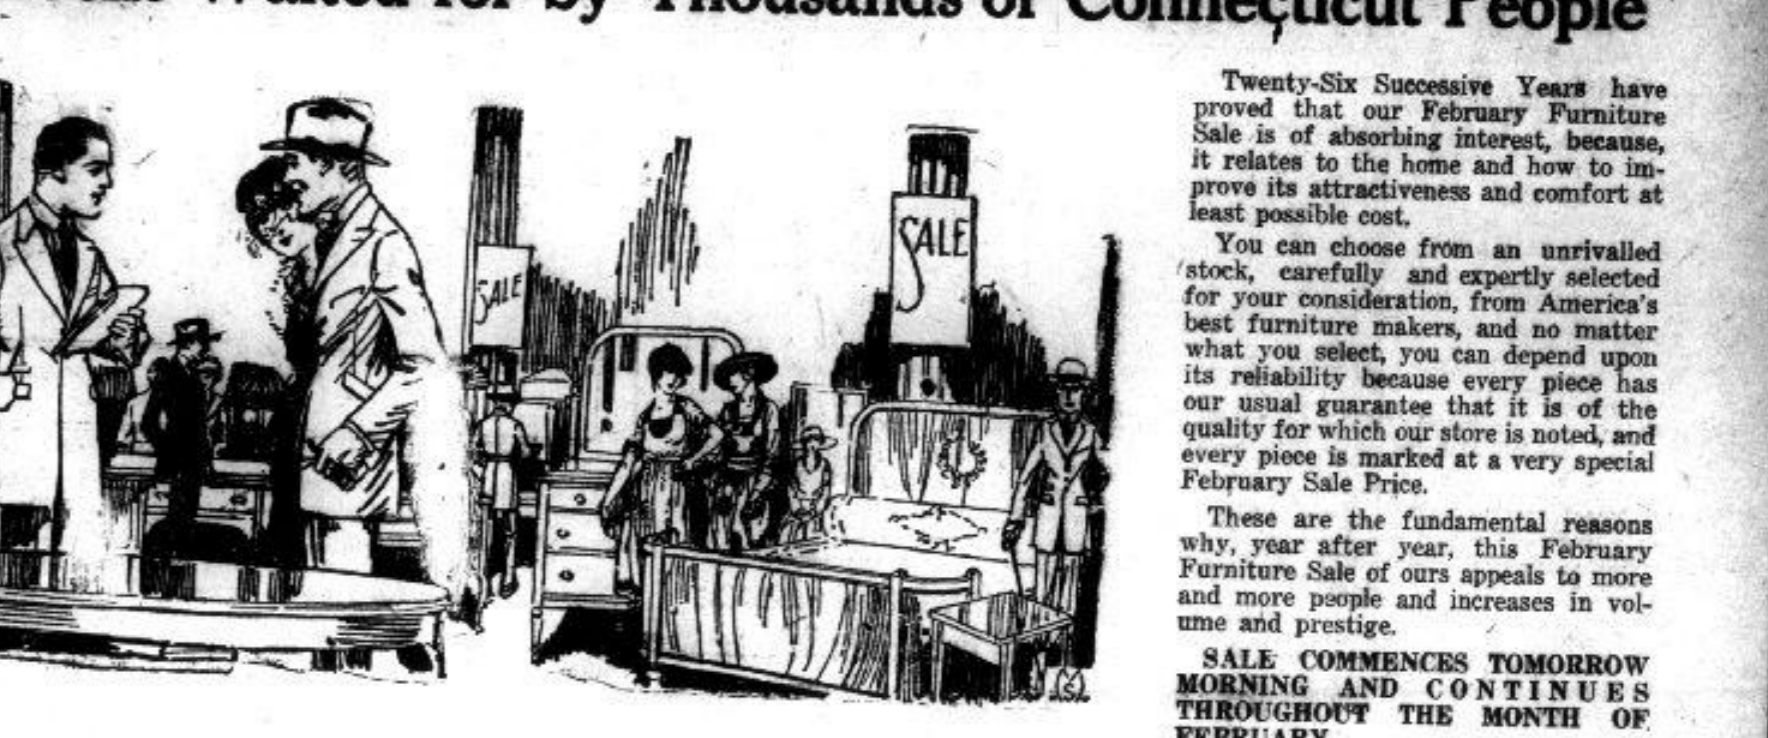 Waited for by Thousands of Connecticut People
SALE
SALE
Twenty-Six Successive Years have
proved that our February Furniture
Sale is of absorbing interest, because,
it relates to the home and how to im-
prove its attractiveness and comfort at
least possible cost.
You can choose from an unrivalled
stock, carefully and expertly selected
for your consideration, from America's
best furniture makers, and no matter
what you select, you can depend upon
its reliability because every piece has
our usual guarantee that it is of the
quality for which our store is noted, and
every piece is marked at a very special
February Sale Price.
These are the fundamental reasons
why, year after year, this February
Furniture Sale of ours appeals to more
and more people and increases in vol-
ume and prestige.
SALE COMMENCES TOMORROW
MORNING AND CONTINUES
THROUGHOUT THE MONTH OF
FEBRUARY